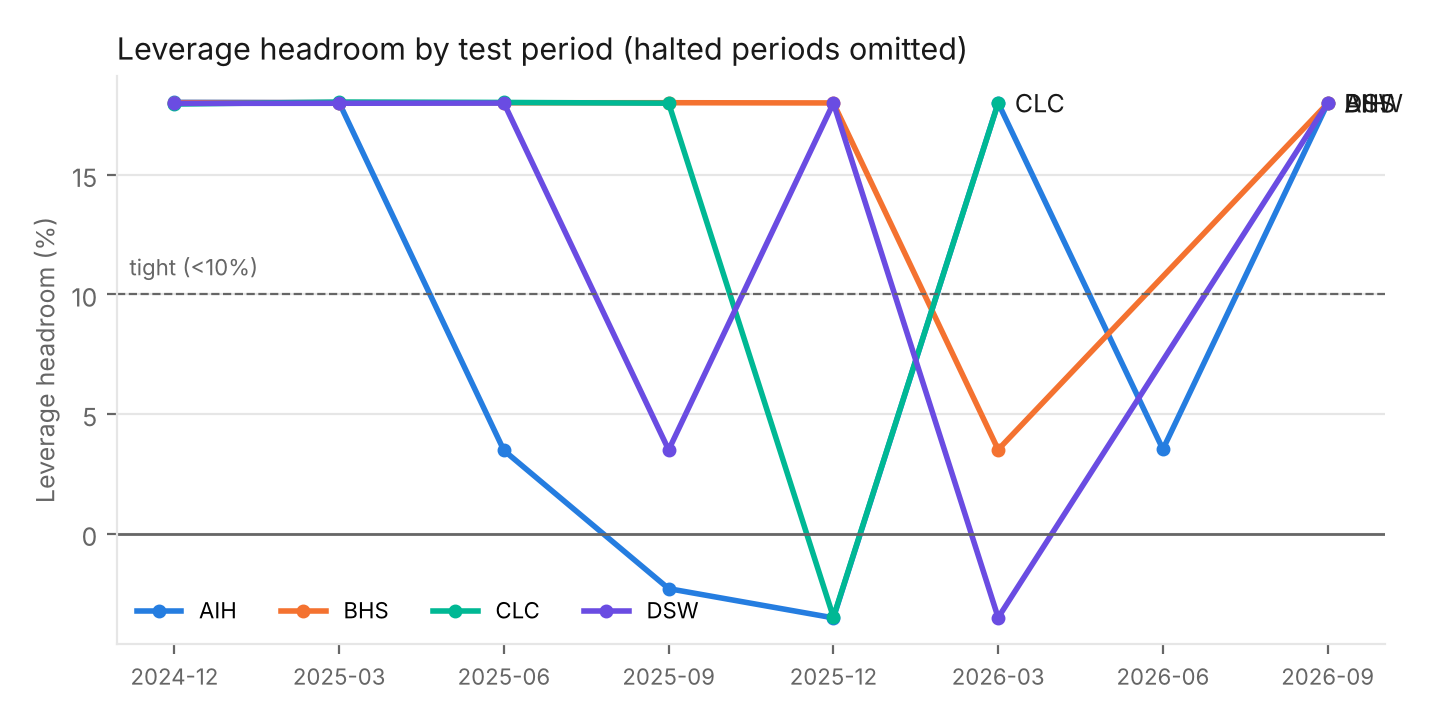 Leverage headroom by test period (halted periods omitted)
CLC
15
tight (<10%)
10
Leverage headroom (%)
5
0
AIH BHS CLC DSW
2024-12 2025-03 2025-06 2025-09 2025-12 2026-03 2026-06 2026-09